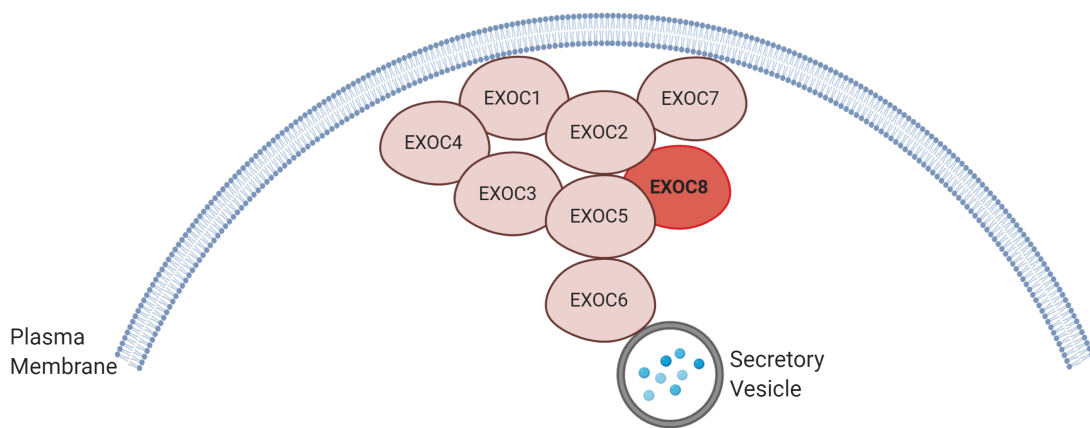 EXOC1
EXOC7
EXOC2
EXOC4
EXOC8
EXOC3
EXOC5
EXOC6
Plasma
Membrane
Secretory
Vesicle